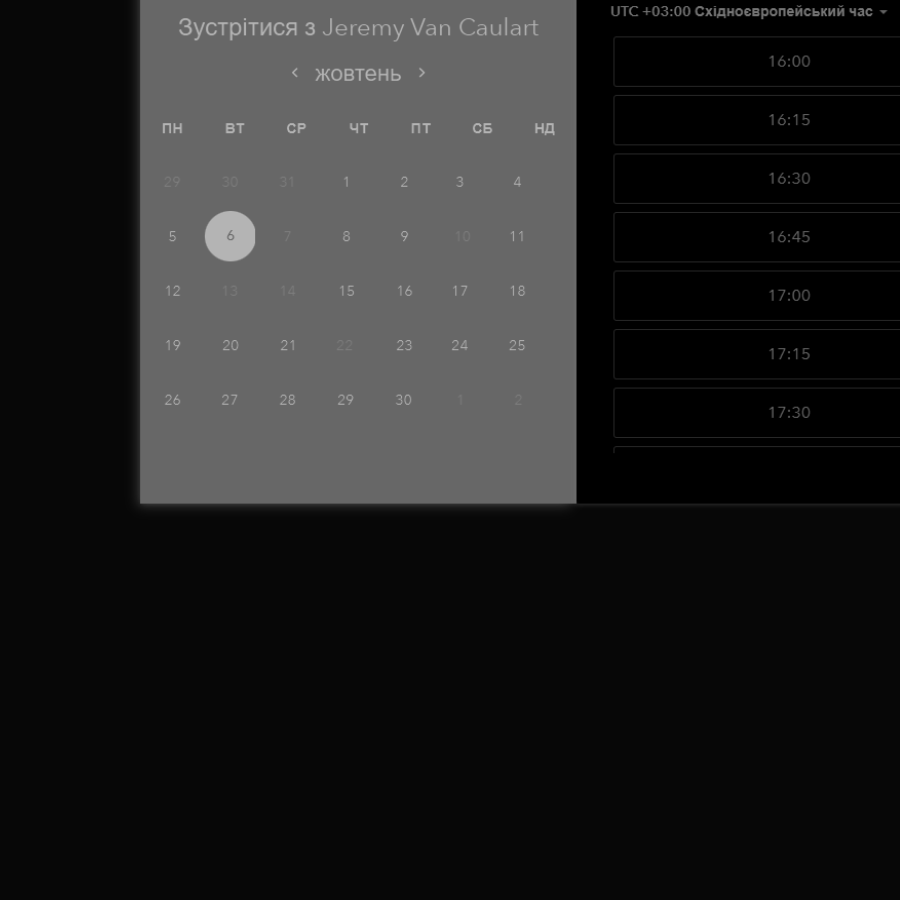 Зустрітися з Jeremy Van Caulart
жовтень
ПН ВТ СР ЧТ ПТ СБ НД
29 30 31 1 2 3 4
5 6 7 8 9 10 11
12 13 14 15 16 17 18
19 20 21 22 23 24 25
26 27 28 29 30 1 2
UTC +03:00 Східноєвропейський час
16:00
16:15
16:30
16:45
17:00
17:15
17:30